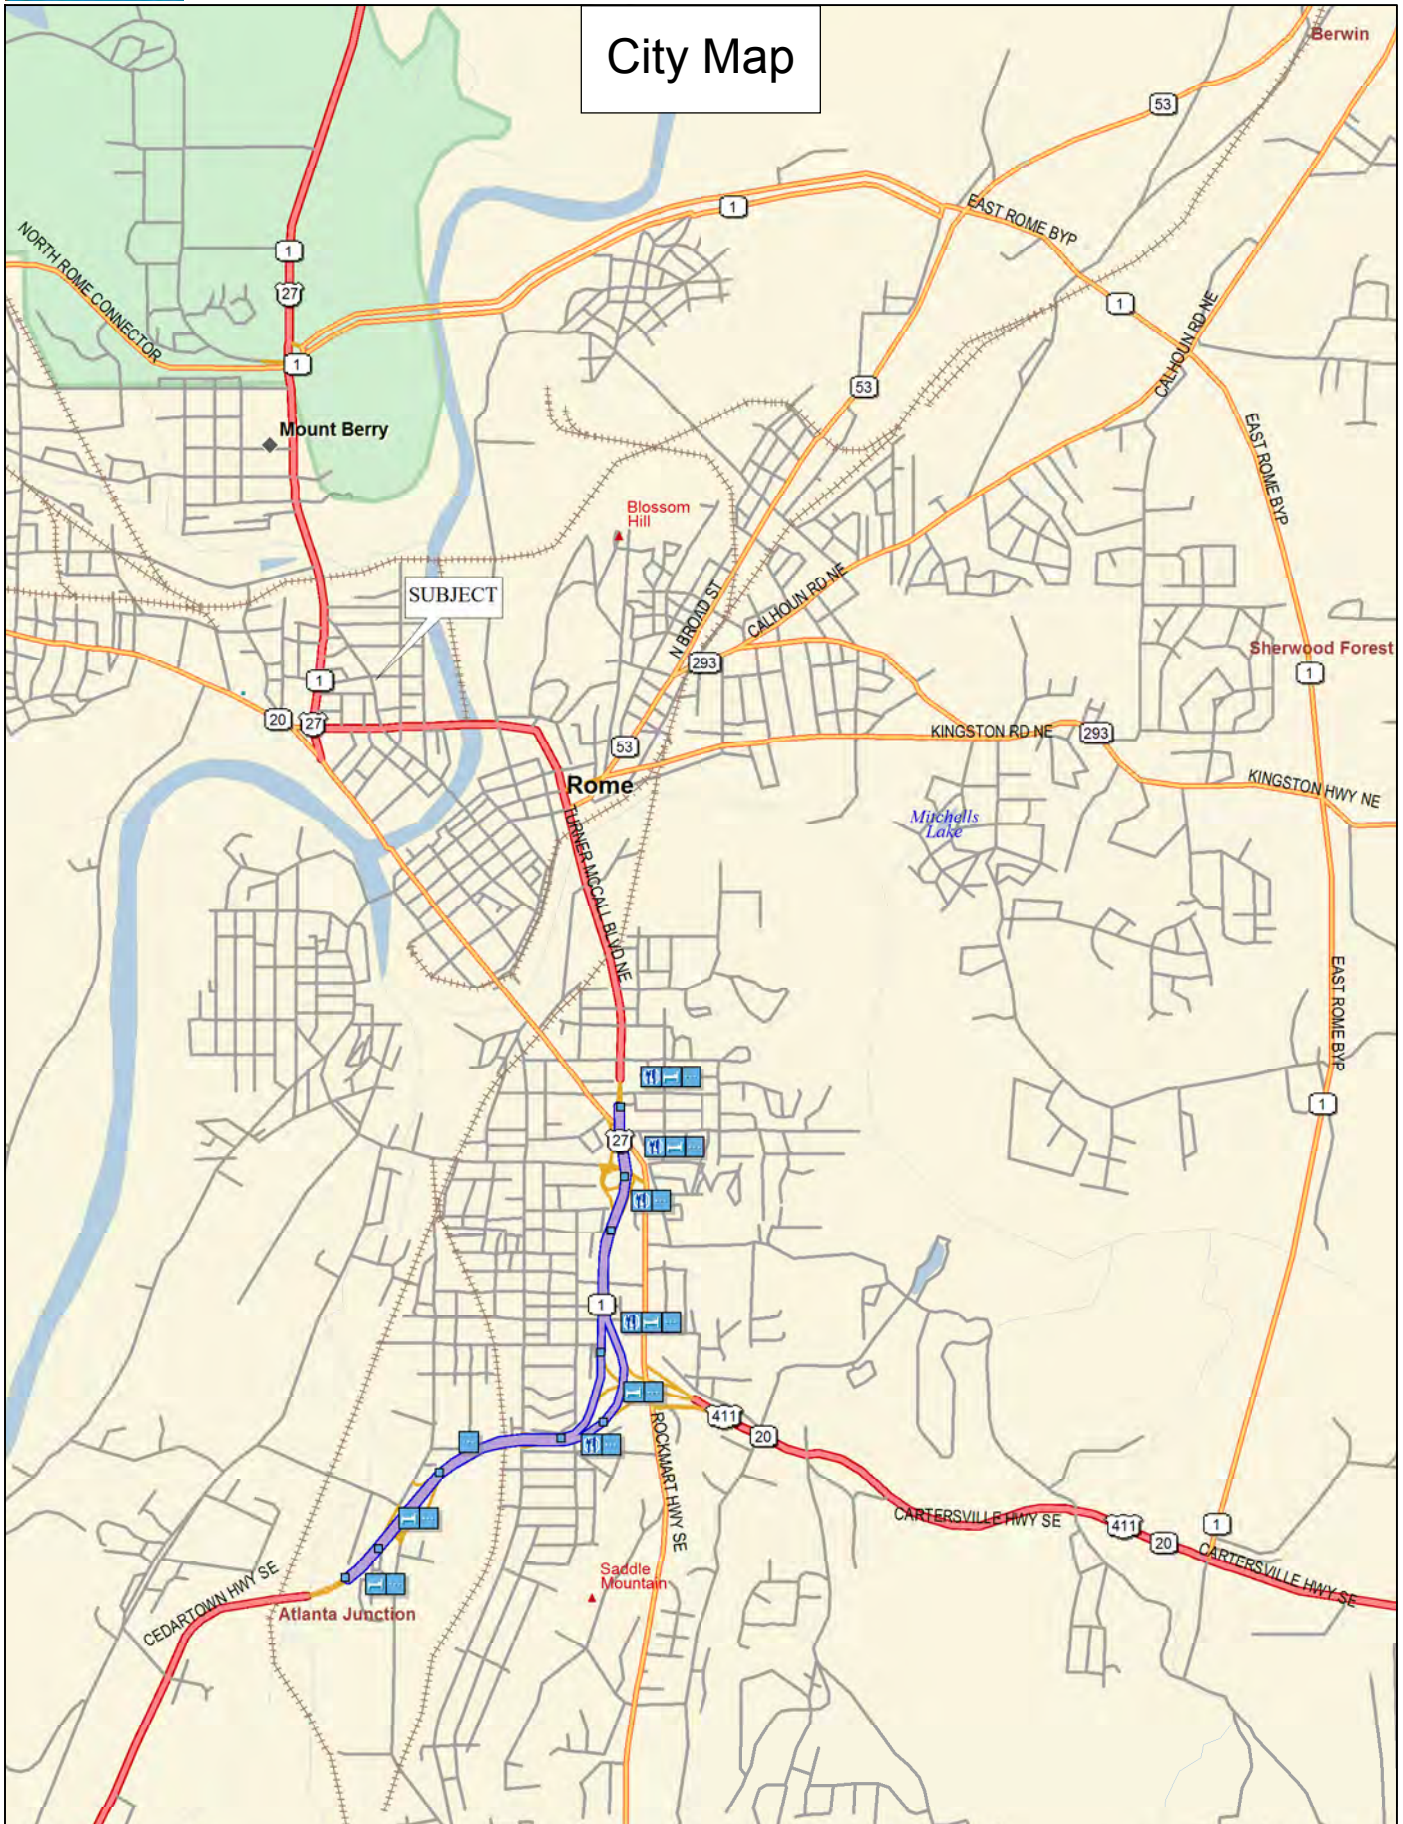 City Map
Berwin
53
1
EAST ROME BYP
NORTH ROME CONNECTOR
1
27
1
1
CALHOUN RD NE
53
Mount Berry
EAST ROME BYP
Blossom
Hill
SUBJECT
N BROAD ST
CALHOUN RD NE
293
Sherwood Forest
1
1
20
27
53
KINGSTON RD NE
293
Rome
KINGSTON HWY NE
Mitchells
Lake
TURNER MCCALL BLVD NE
EAST ROME BYP
1
27
1
411
20
ROCKMART HWY SE
CARTERSVILLE HWY SE
411
20
1
CARTERSVILLE HWY SE
Saddle
Mountain
CEDARTOWN HWY SE
Atlanta Junction